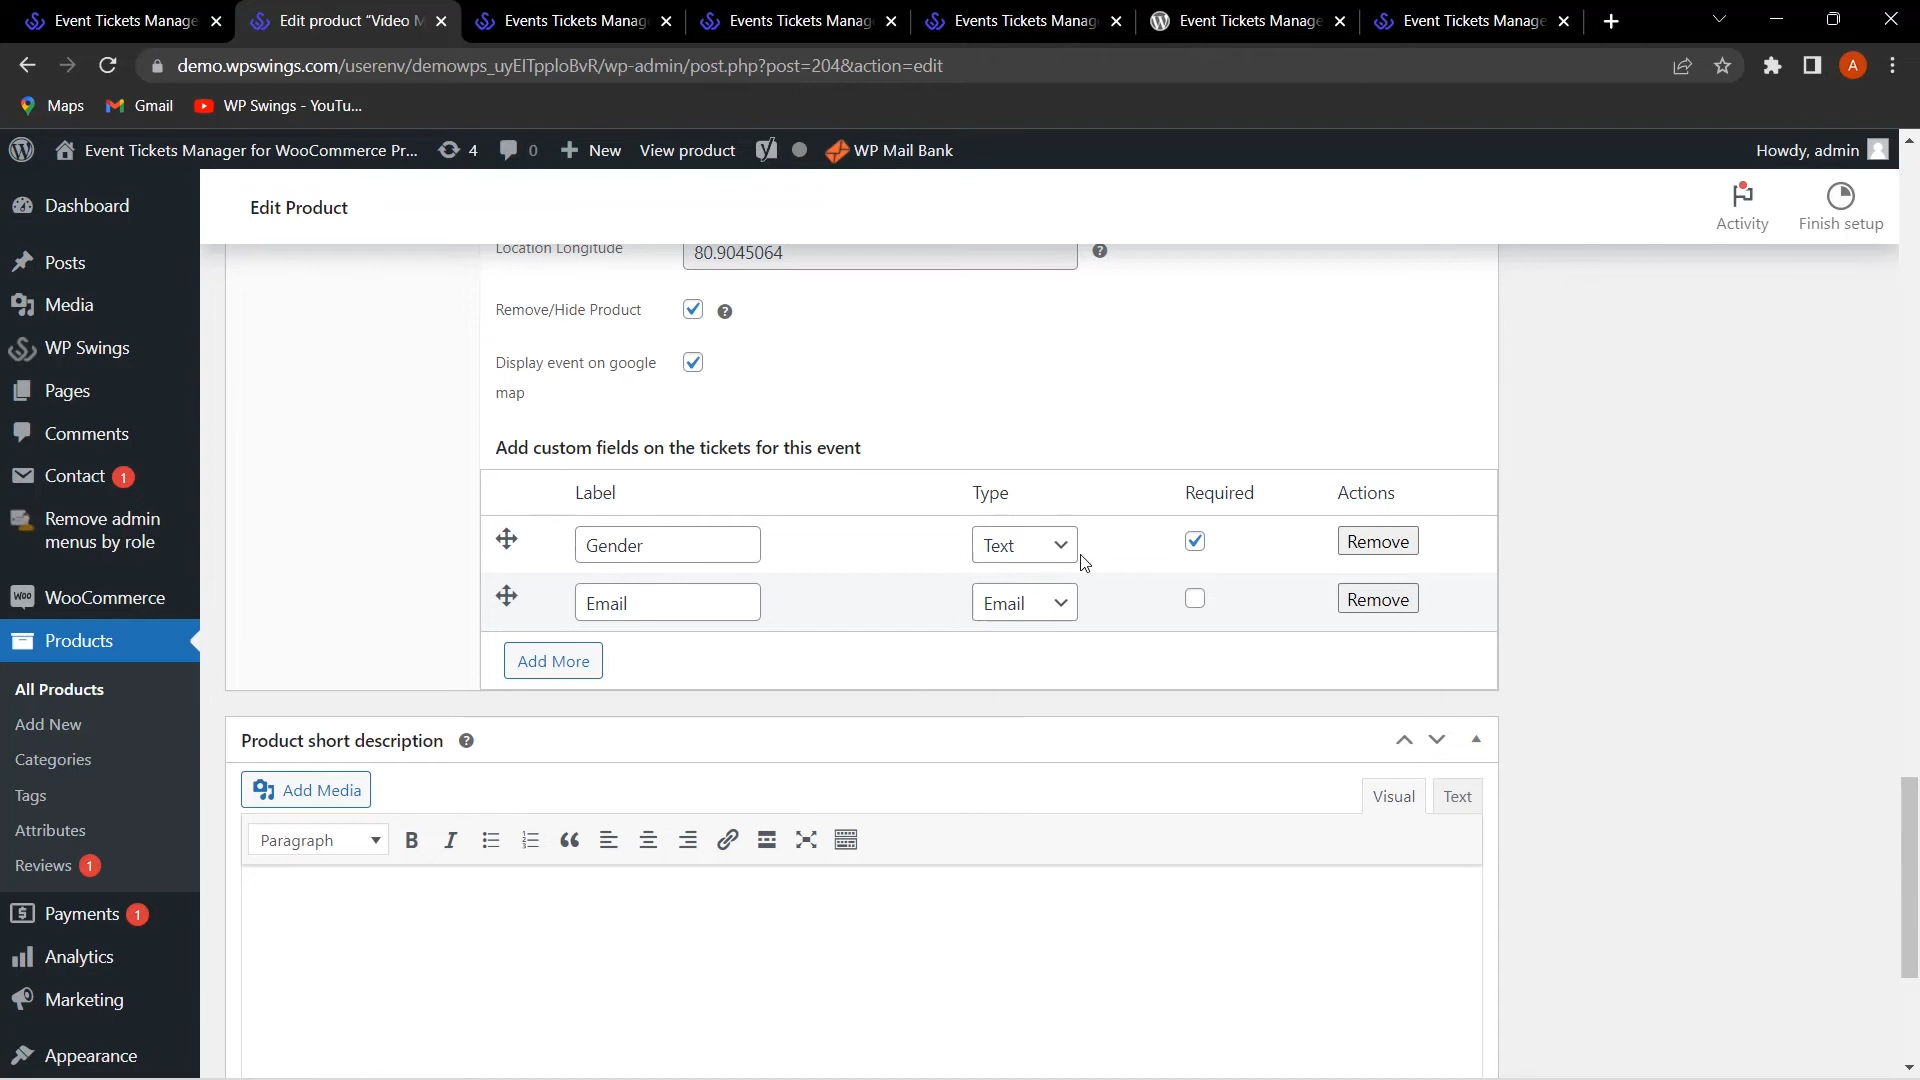 Event Tickets Manage
Edit product “Video M
Events Tickets Manag
Events Tickets Manag
Events Tickets Manag
Event Tickets Manage
Event Tickets Manage
demo.wpswings.com/userenv/demowps_uyEITpploBvR/wp-admin/post.php?post=204&action=edit
A
Maps
Gmail
WP Swings - YouTu...
Event Tickets Manager for WooCommerce Pr...
4
0
New
View product
WP Mail Bank
Howdy, admin
Dashboard
Posts
Media
WP Swings
Pages
Comments
Contact 1
Remove admin
menus by role
WooCommerce
Products
All Products
Add New
Categories
Tags
Attributes
Reviews 1
Payments 1
Analytics
Marketing
Appearance
Edit Product
Activity
Finish setup
Location Longitude
80.9045064
Remove/Hide Product
Display event on google
map
Add custom fields on the tickets for this event
Label
Type
Required
Actions
Gender
Text
Remove
Email
Email
Remove
Add More
Product short description
Add Media
Visual
Text
Paragraph